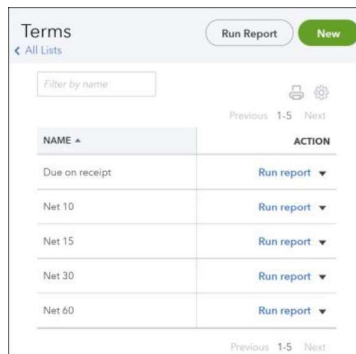 Terms
Run Report
New
All Lists
Filter by name
Previous 1-5 Next
NAME ACTION
Due on receipt Run report
Net 10 Run report
Net 15 Run report
Net 30 Run report
Net 60 Run report
Previous 1-5 Next